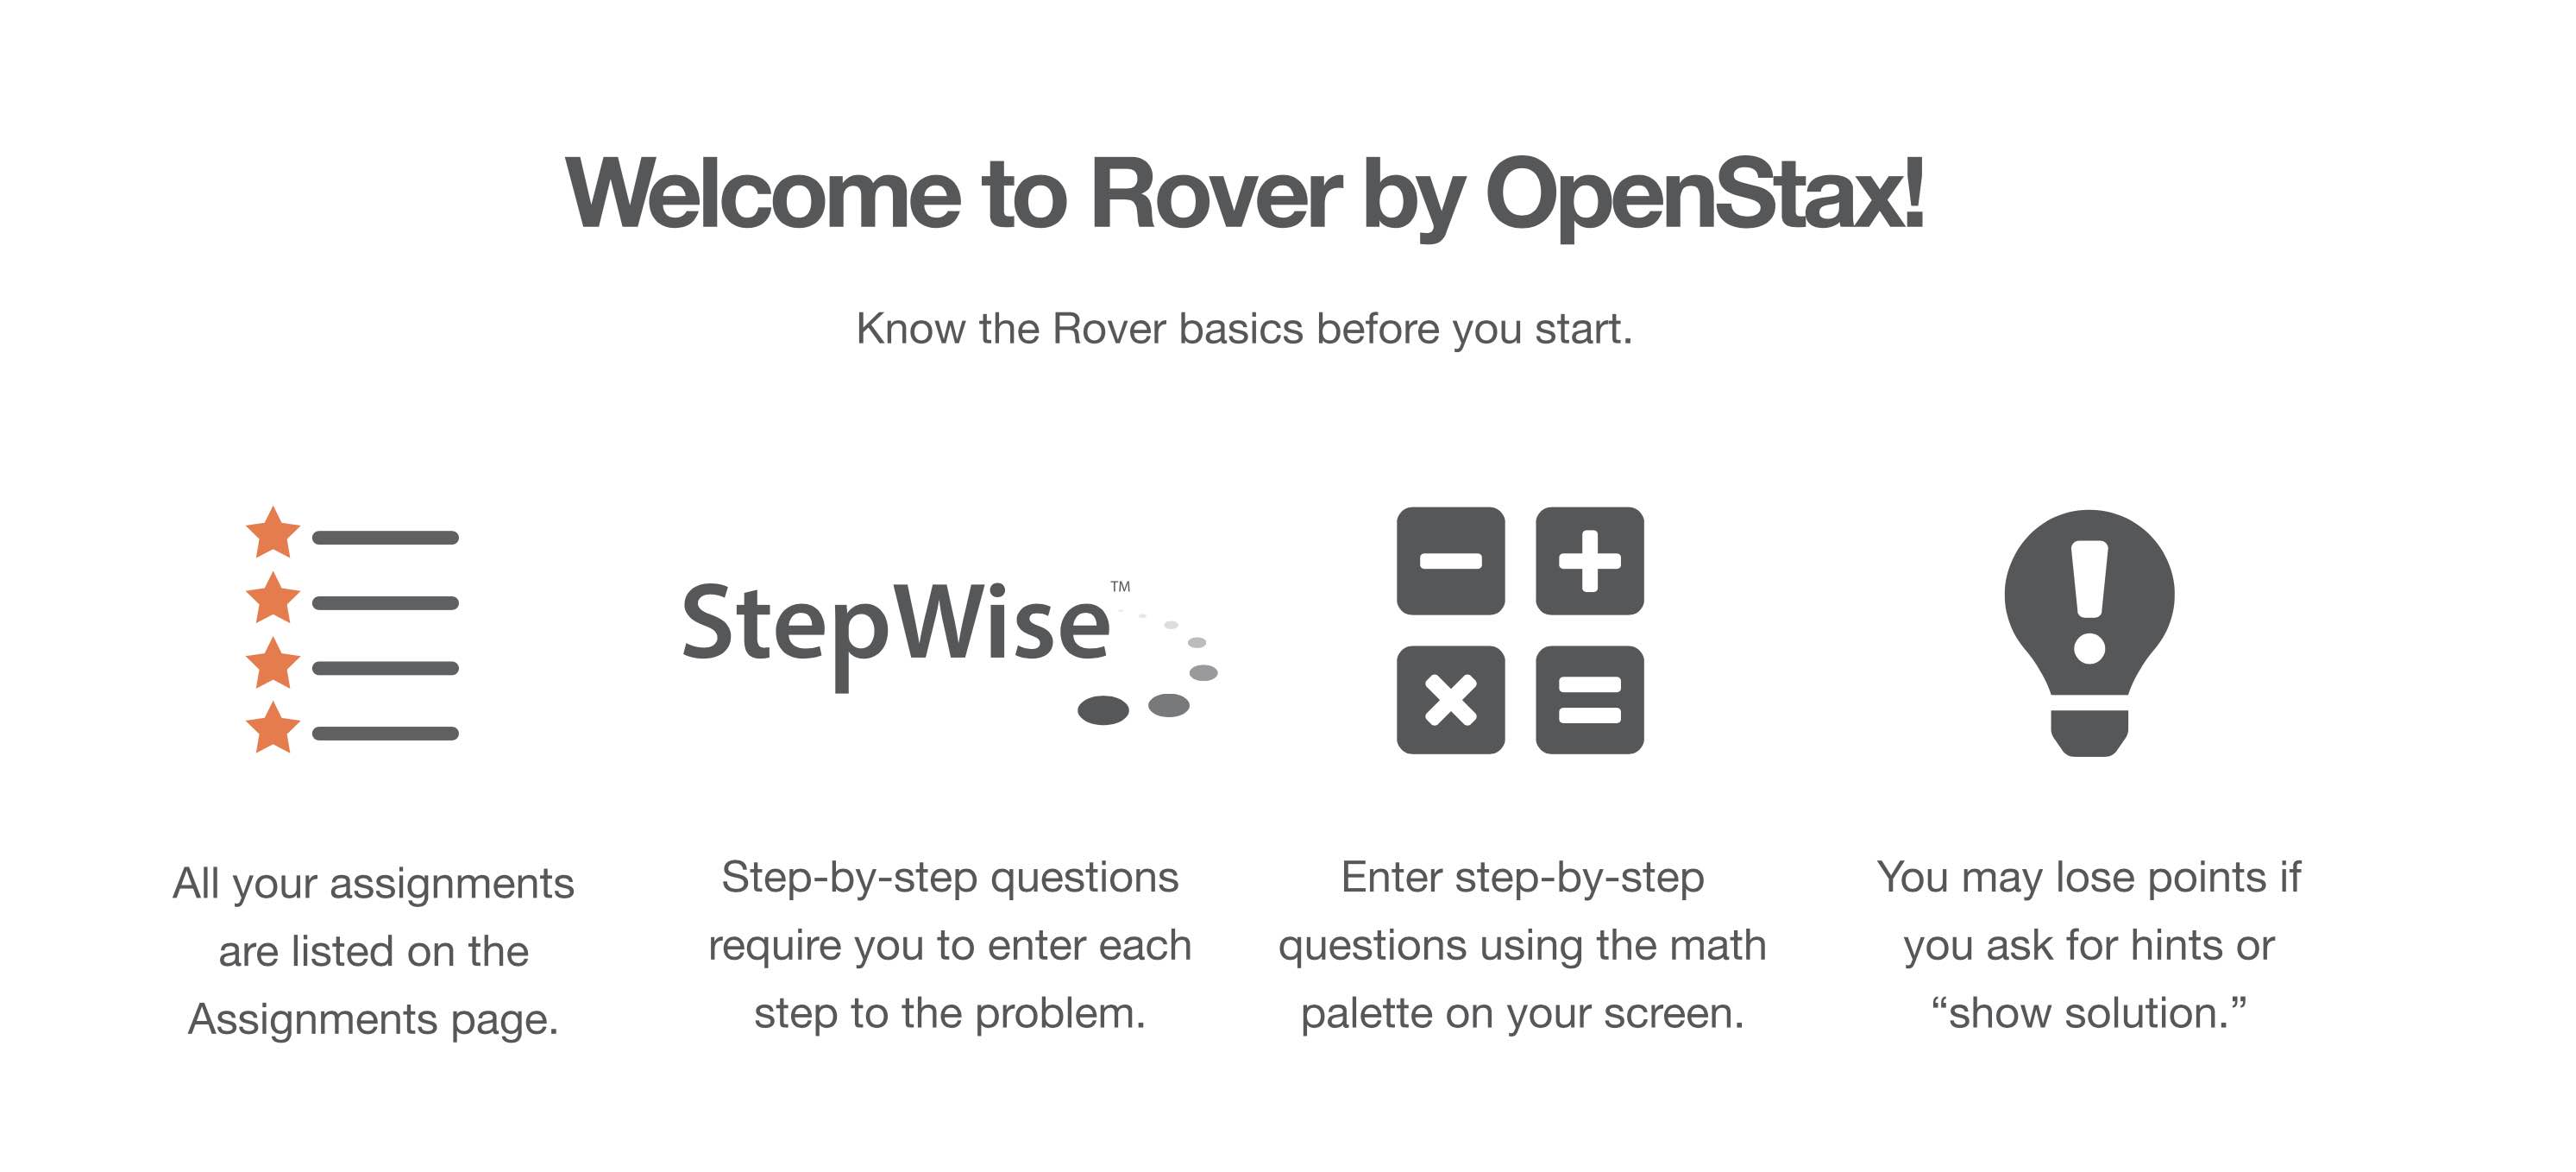 Welcome to Rover by OpenStax!
Know the Rover basics before you start.
StepWise™
All your assignments
are listed on the
Assignments page.
Step-by-step questions
require you to enter each
step to the problem.
Enter step-by-step
questions using the math
palette on your screen.
You may lose points if
you ask for hints or
“show solution.”